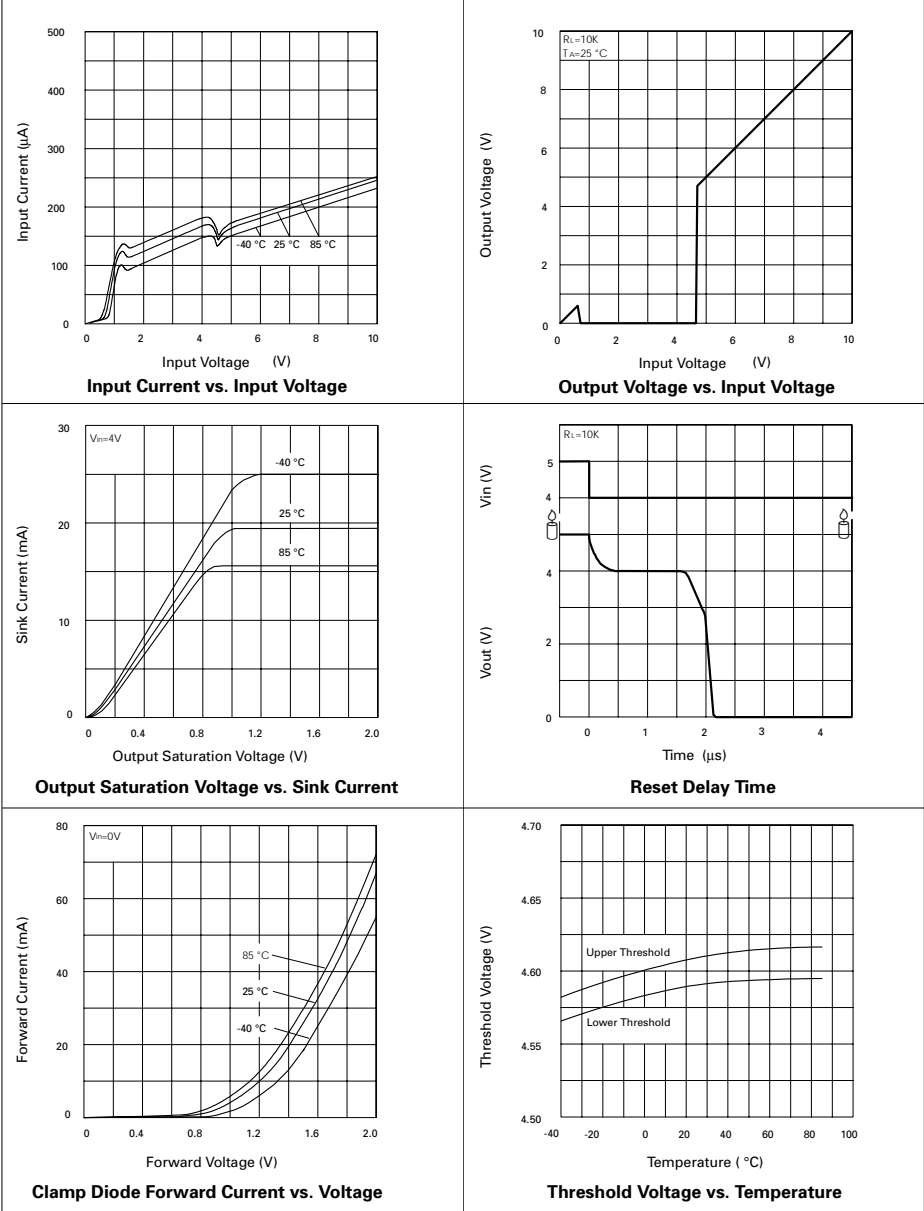 500
400
300
200
100
0
Input Current (µA)
-40 °C 25 °C 85 °C
0 2 4 6 8 10
Input Voltage (V)
Input Current vs. Input Voltage
10
8
6
4
2
0
Output Voltage (V)
RL=10K
TA=25 °C
0 2 4 6 8 10
Input Voltage (V)
Output Voltage vs. Input Voltage
30
20
10
0
Sink Current (mA)
Vin=4V
-40 °C
25 °C
85 °C
0 0.4 0.8 1.2 1.6 2.0
Output Saturation Voltage (V)
Output Saturation Voltage vs. Sink Current
RL=10K
5
4
Vin (V)
4
2
0
Vout (V)
0 1 2 3 4
Time (µs)
Reset Delay Time
80
60
40
20
0
Forward Current (mA)
Vin=0V
85 °C
25 °C
-40 °C
0 0.4 0.8 1.2 1.6 2.0
Forward Voltage (V)
Clamp Diode Forward Current vs. Voltage
4.70
4.65
4.60
4.55
4.50
Threshold Voltage (V)
Upper Threshold
Lower Threshold
-40 -20 0 20 40 60 80 100
Temperature ( °C)
Threshold Voltage vs. Temperature